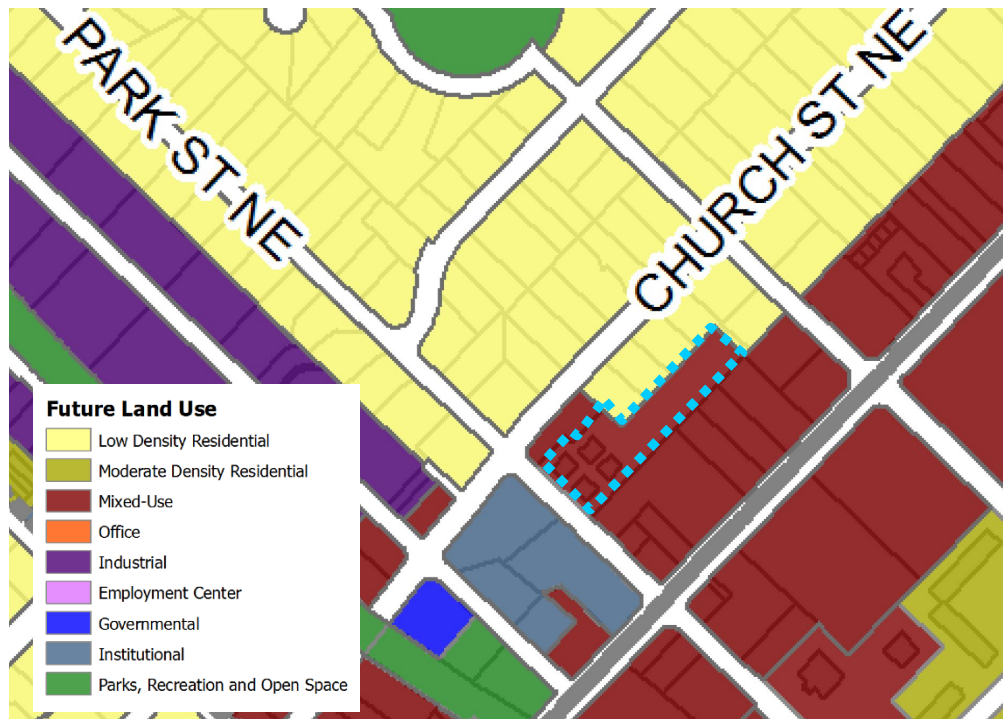 PARK ST NE
CHURCH ST NE
Future Land Use
Low Density Residential
Moderate Density Residential
Mixed-Use
Office
Industrial
Employment Center
Governmental
Institutional
Parks, Recreation and Open Space